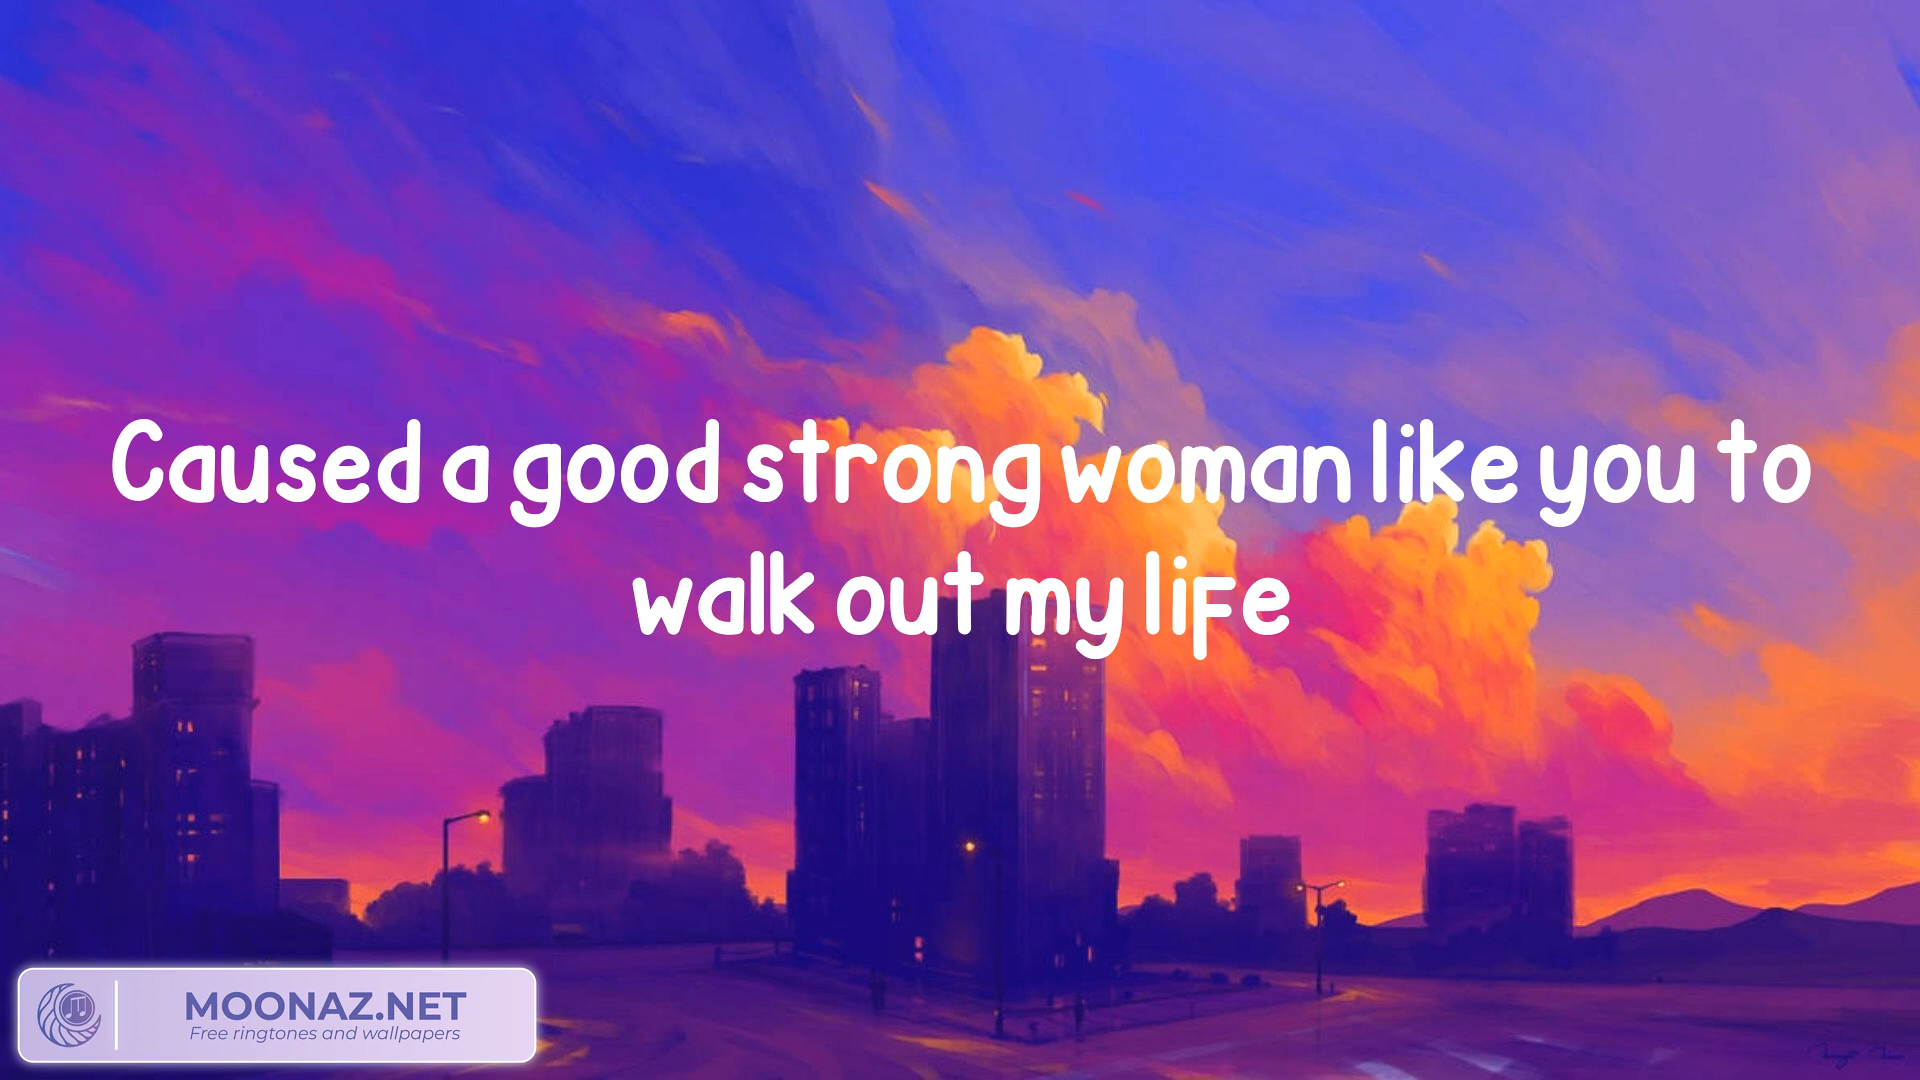 Caused a good strong woman like you to
walk out my life
MOONAZ.NET
Free ringtones and wallpapers